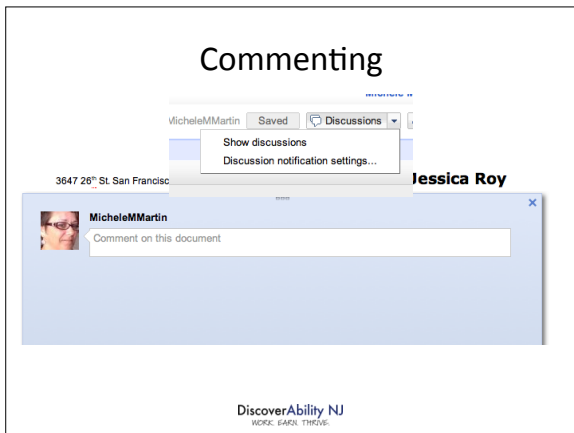 Commenting
Michele M
MicheleMMartin Saved Discussions
Show discussions
Discussion notification settings...
3647 26th St. San Francisc Jessica Roy
MicheleMMartin
Comment on this document
DiscoverAbility NJ
WORK. EARN. THRIVE.